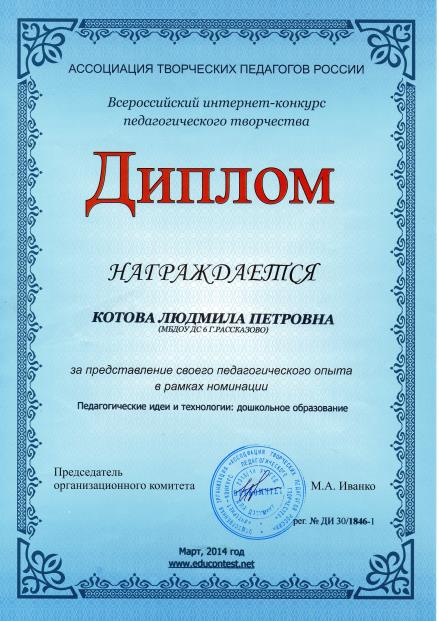 АССОЦИАЦИЯ ТВОРЧЕСКИХ ПЕДАГОГОВ РОССИИ
Всероссийский интернет-конкурс
педагогического творчества
Диплом
НАГРАЖДАЕТСЯ
КОТОВА ЛЮДМИЛА ПЕТРОВНА
(МБДОУ ДС 6 Г.РАССКАЗОВО)
за представление своего педагогического опыта
в рамках номинации
Педагогические идеи и технологии: дошкольное образование
Председатель
организационного комитета
М.А. Иванко
рег. № ДИ 30/1846-1
Март, 2014 год
www.educontest.net